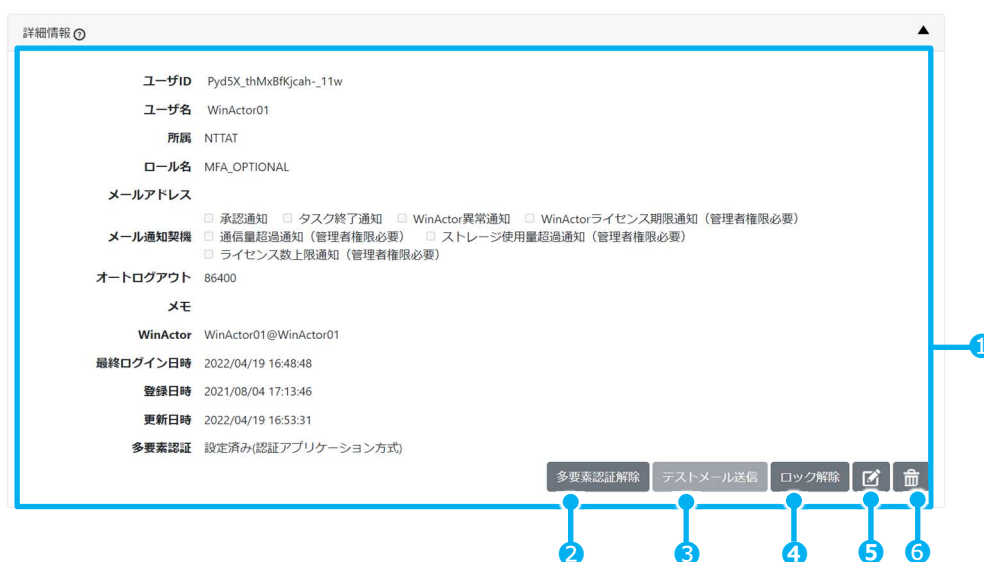 詳細情報 ?
ユーザID Pyd5X_thMxBfKjcah-_11w
ユーザ名 WinActor01
所属 NTTAT
ロール名 MFA_OPTIONAL
メールアドレス
承認通知 タスク終了通知 WinActor異常通知 WinActorライセンス期限通知（管理者権限必要）
メール通知契機 通信量超過通知（管理者権限必要） ストレージ使用量超過通知（管理者権限必要）
ライセンス数上限通知（管理者権限必要）
オートログアウト 86400
メモ
WinActor WinActor01@WinActor01
最終ログイン日時 2022/04/19 16:48:48
登録日時 2021/08/04 17:13:46
更新日時 2022/04/19 16:53:31
多要素認証 設定済み(認証アプリケーション方式)
多要素認証解除 テストメール送信 ロック解除
1
2 3 4 5 6